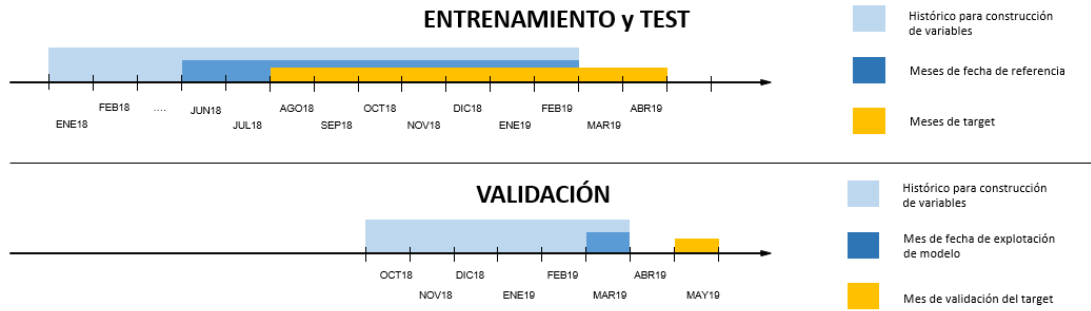 ENTRENAMIENTO y TEST
Histórico para construcción
de variables
Meses de fecha de referencia
Meses de target
FEB18 .... JUN18 AGO18 OCT18 DIC18 FEB19 ABR19
ENE18 JUL18 SEP18 NOV18 ENE19 MAR19
VALIDACIÓN
Histórico para construcción
de variables
Mes de fecha de explotación
de modelo
Mes de validación del target
OCT18 DIC18 FEB19 ABR19
NOV18 ENE19 MAR19 MAY19